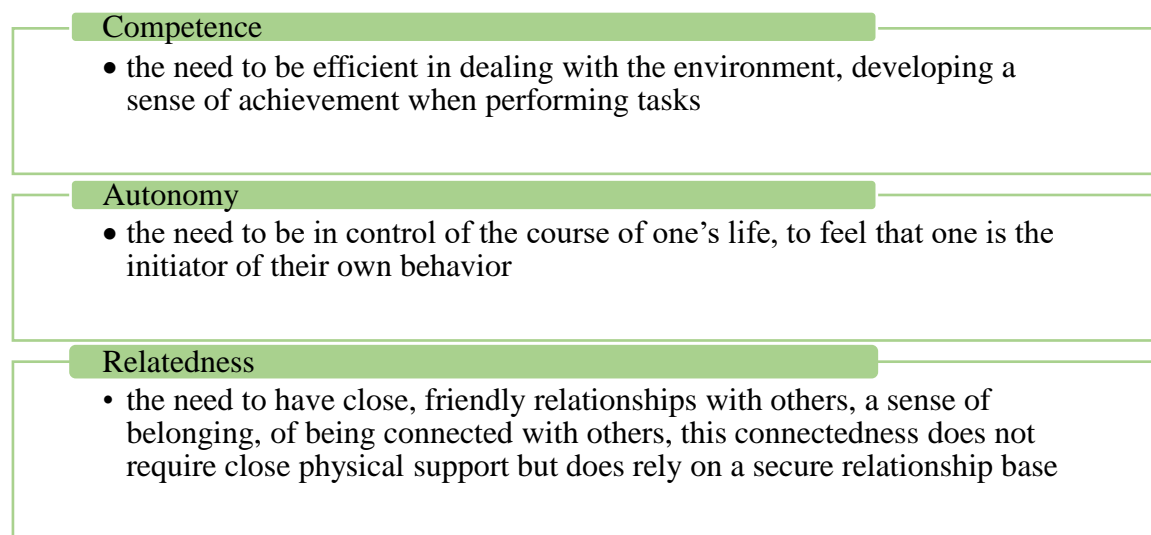 Competence
• the need to be efficient in dealing with the environment, developing a
sense of achievement when performing tasks
Autonomy
• the need to be in control of the course of one’s life, to feel that one is the
initiator of their own behavior
Relatedness
• the need to have close, friendly relationships with others, a sense of
belonging, of being connected with others, this connectedness does not
require close physical support but does rely on a secure relationship base